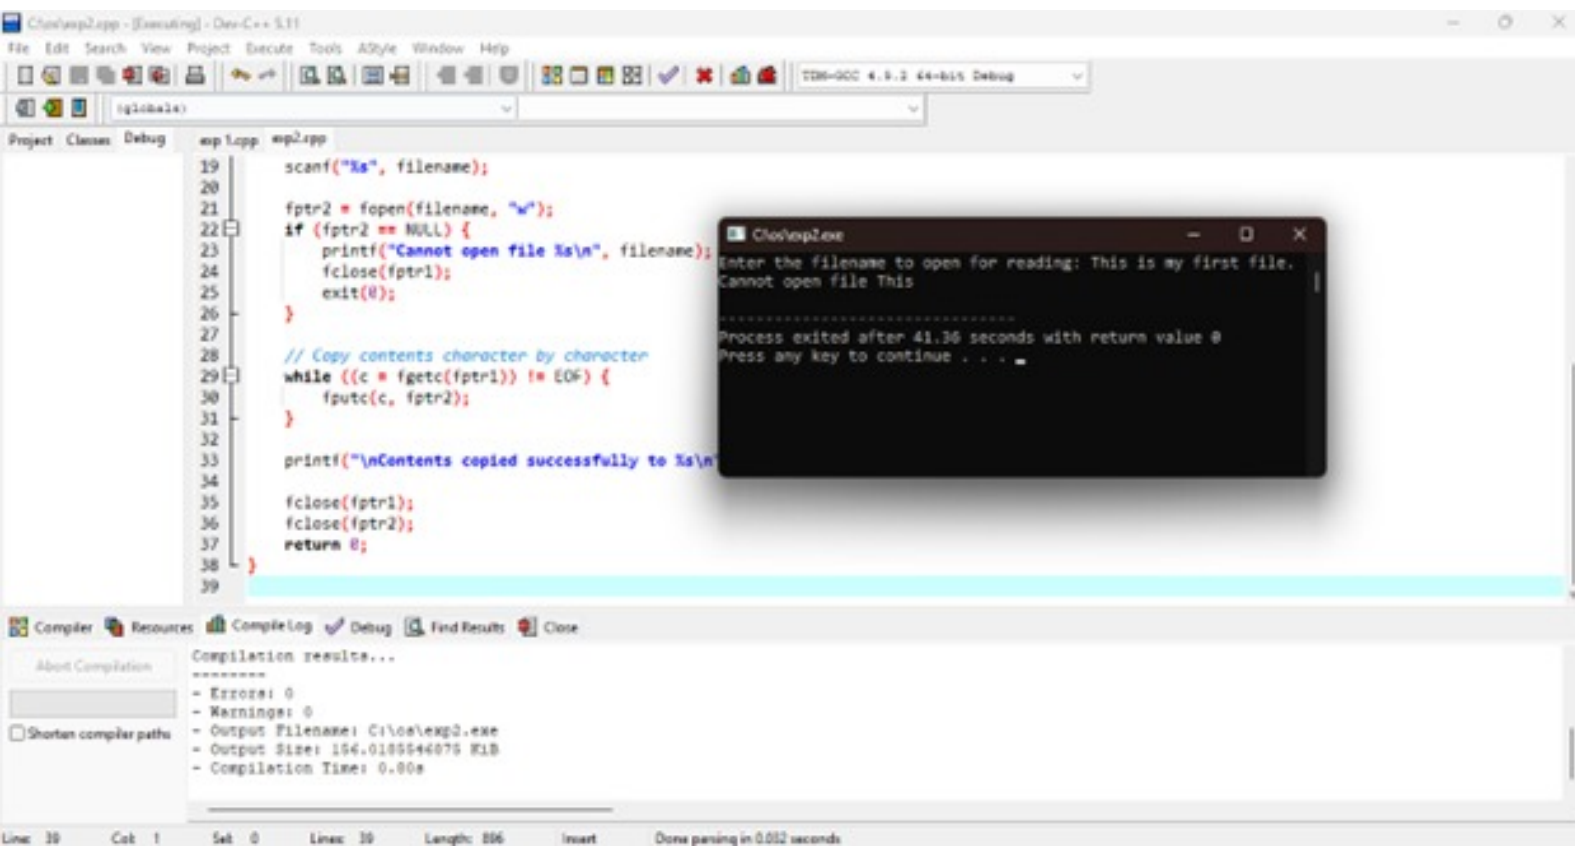 C:\os\exp2.cpp - [Executing] - Dev-C++ 5.11
File Edit Search View Project Execute Tools AStyle Window Help
TDM-GCC 4.9.2 64-bit Debug
(globals)
Project Classes Debug exp 1.cpp exp2.cpp
19 scanf("%s", filename);
20
21 fptr2 = fopen(filename, "w");
22 if (fptr2 == NULL) {
23 printf("Cannot open file %s\n", filename);
24 fclose(fptr1);
25 exit(0);
26 }
27
28 // Copy contents character by character
29 while ((c = fgetc(fptr1)) != EOF) {
30 fputc(c, fptr2);
31 }
32
33 printf("\nContents copied successfully to %s\n"
34
35 fclose(fptr1);
36 fclose(fptr2);
37 return 0;
38 }
39
C:\os\exp2.exe
Enter the filename to open for reading: This is my first file.
Cannot open file This
--------------------------------
Process exited after 41.36 seconds with return value 0
Press any key to continue . . .
Compiler Resources Compile Log Debug Find Results Close
Abort Compilation
Shorten compiler paths
Compilation results...
--------
- Errors: 0
- Warnings: 0
- Output Filename: C:\os\exp2.exe
- Output Size: 156.0185546875 KiB
- Compilation Time: 0.80s
Line: 39 Col: 1 Sel: 0 Lines: 39 Length: 896 Insert Done parsing in 0.032 seconds